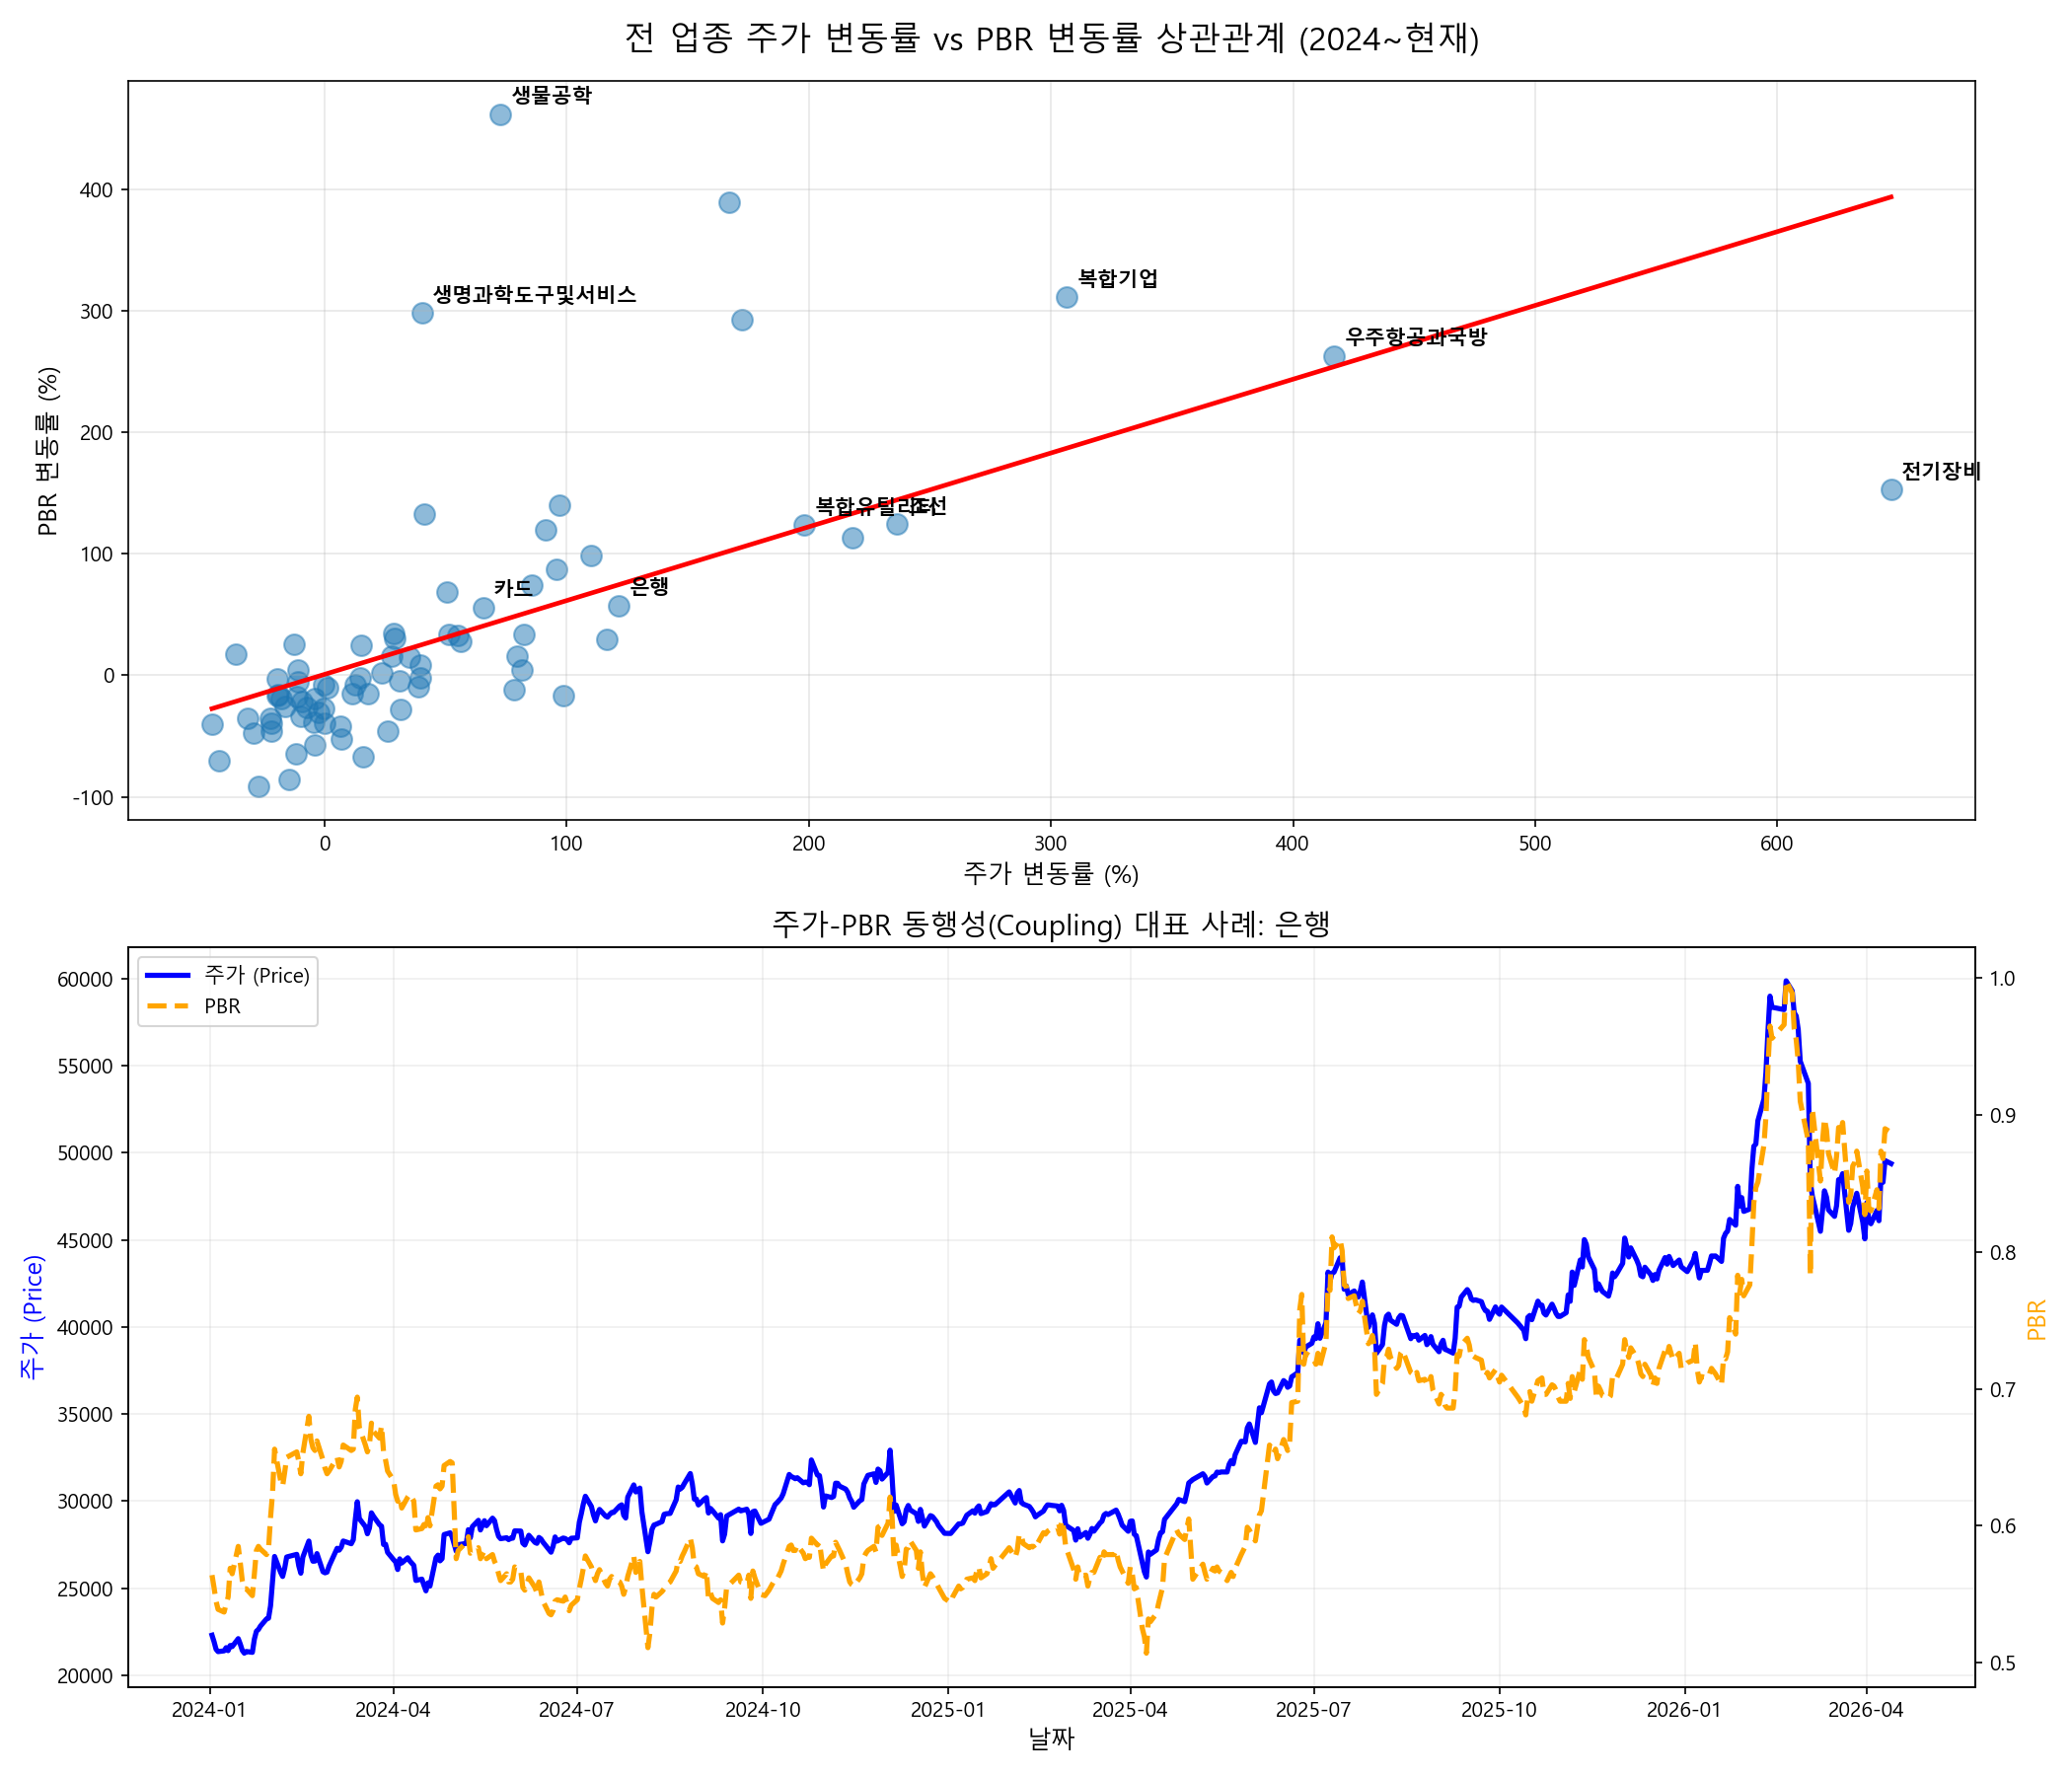 전 업종 주가 변동률 vs PBR 변동률 상관관계 (2024~현재)
생물공학
400
생명과학도구및서비스
복합기업
300
우주항공과국방
PBR 변동률 (%)
200
전기장비
복합유틸리티
조선
100
카드
은행
0
-100
0 100 200 300 400 500 600
주가 변동률 (%)
주가-PBR 동행성(Coupling) 대표 사례: 은행
주가 (Price)
PBR
60000
55000
50000
45000
40000
35000
30000
25000
20000
주가 (Price)
1.0
0.9
0.8
0.7
0.6
0.5
PBR
2024-01 2024-04 2024-07 2024-10 2025-01 2025-04 2025-07 2025-10 2026-01 2026-04
날짜